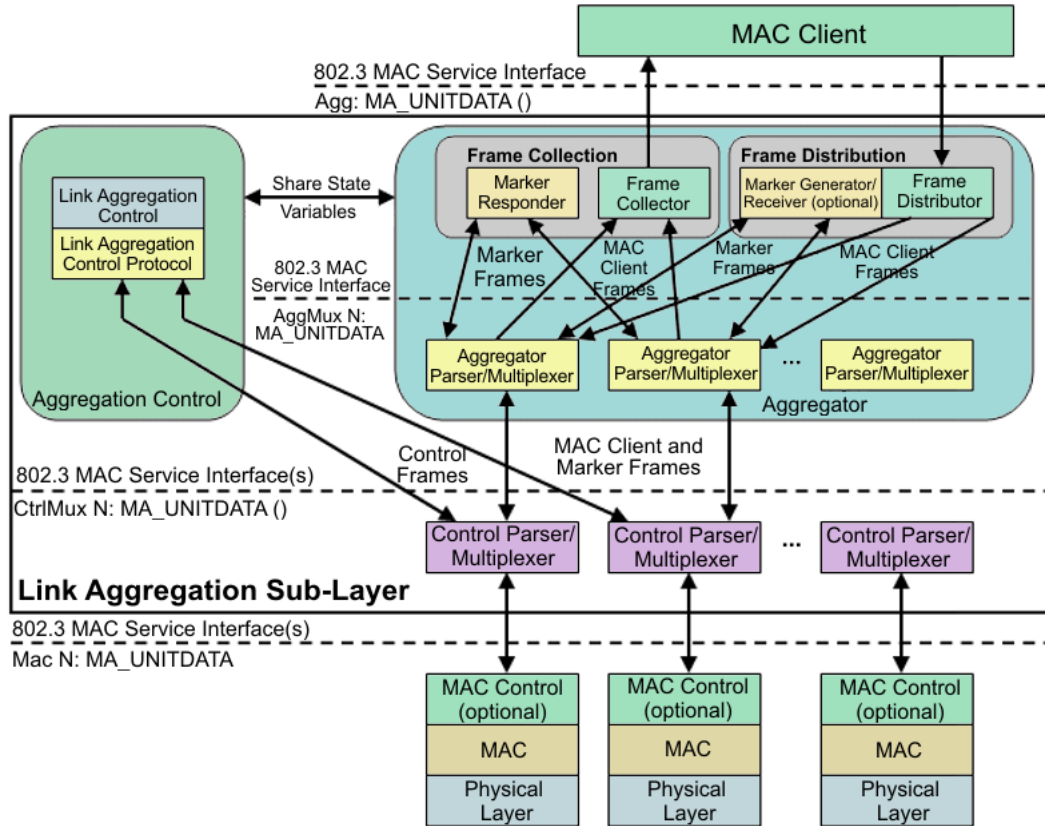 MAC Client
802.3 MAC Service Interface
Agg: MA_UNITDATA ()
Frame Collection
Frame Distribution
Marker
Responder
Frame
Collector
Marker Generator/
Receiver (optional)
Frame
Distributor
Link Aggregation
Control
Link Aggregation
Control Protocol
Share State
Variables
802.3 MAC
Service Interface
Marker
Frames
MAC
Client
Frames
Marker
Frames
MAC Client
Frames
AggMux N:
MA_UNITDATA
Aggregator
Parser/Multiplexer
Aggregator
Parser/Multiplexer
...
Aggregator
Parser/Multiplexer
Aggregation Control
Aggregator
Control
Frames
MAC Client and
Marker Frames
802.3 MAC Service Interface(s)
CtrlMux N: MA_UNITDATA ()
Control Parser/
Multiplexer
Control Parser/
Multiplexer
...
Control Parser/
Multiplexer
Link Aggregation Sub-Layer
802.3 MAC Service Interface(s)
Mac N: MA_UNITDATA
MAC Control
(optional)
MAC Control
(optional)
MAC Control
(optional)
MAC
MAC
MAC
Physical
Layer
Physical
Layer
Physical
Layer